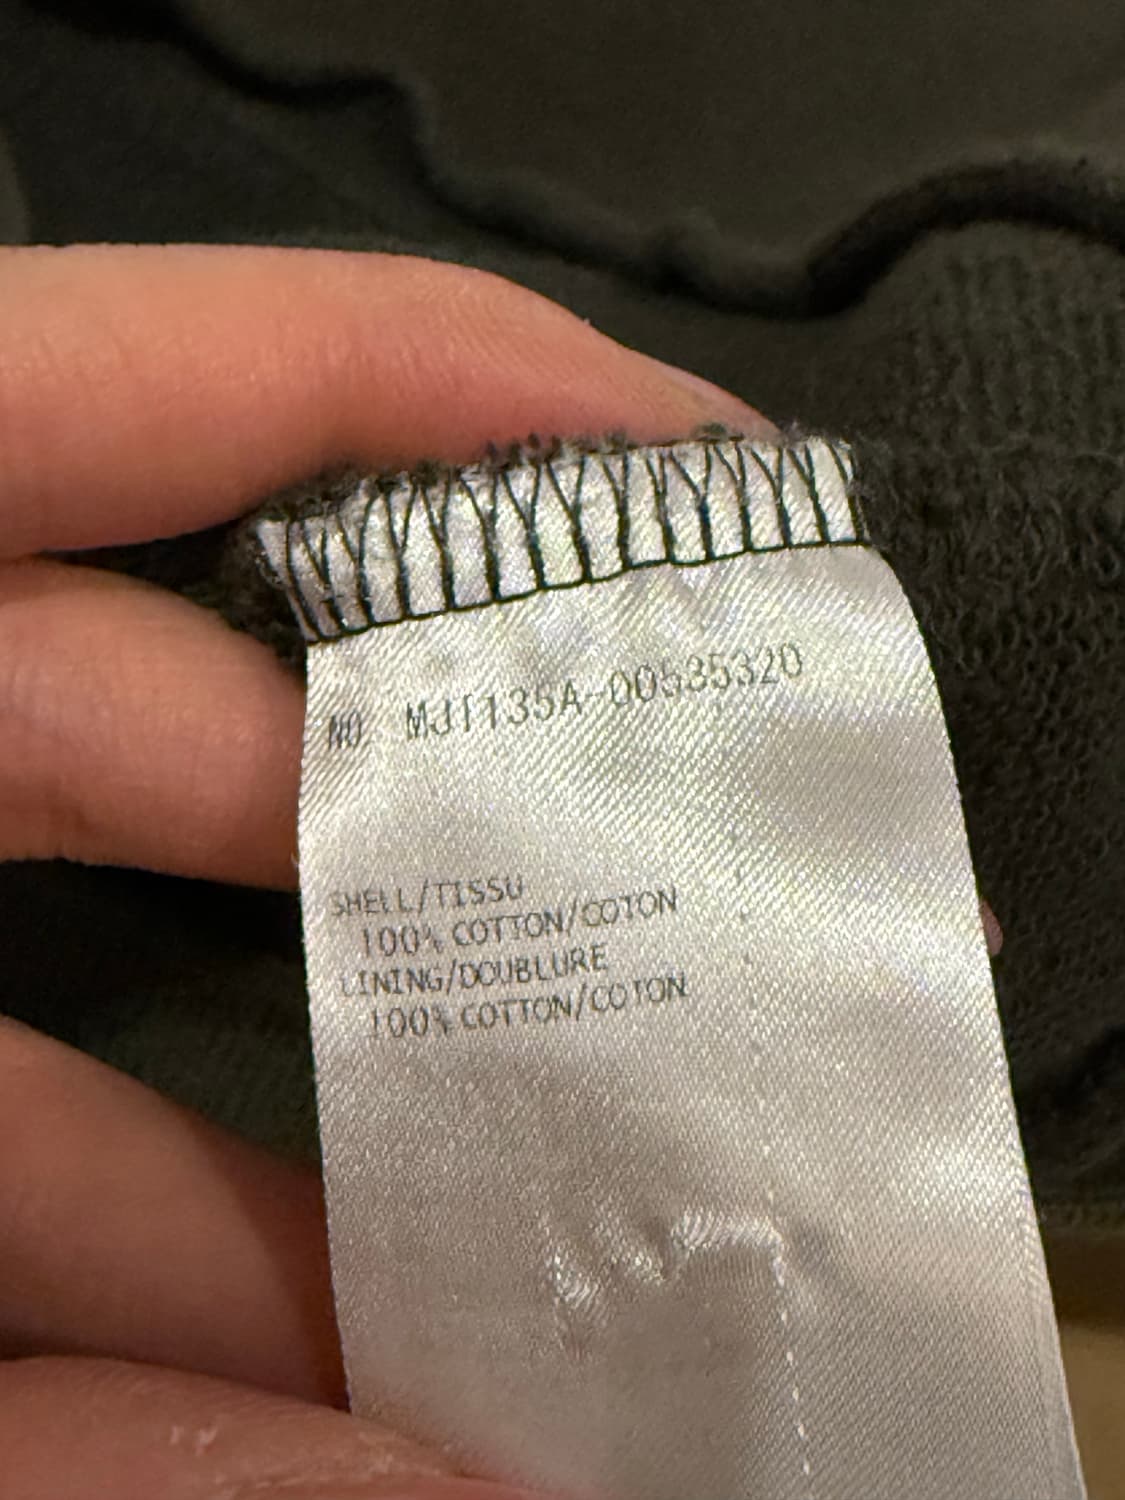 NO. MJT135A-00535320
SHELL/TISSU
100% COTTON/COTON
LINING/DOUBLURE
100% COTTON/COTON